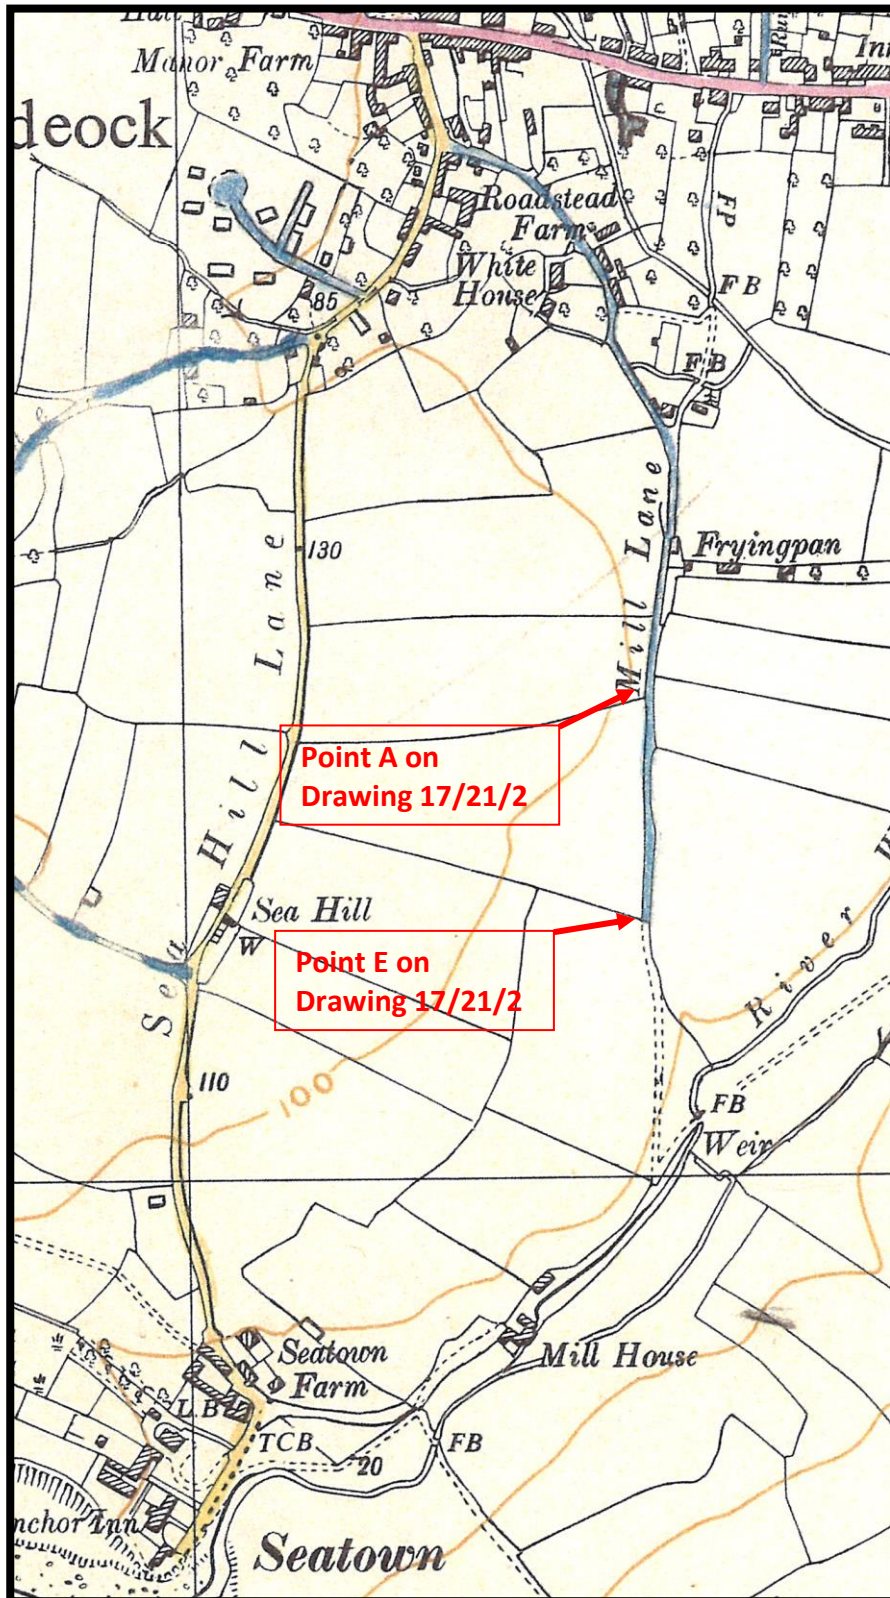 Manor Farm
deock
Inn
FP
Roadstead
Farm
White
House
85
FB
FB
Mill Lane
Fryingpan
130
Sea Hill Lane
Point A on
Drawing 17/21/2
Sea Hill
W
Point E on
Drawing 17/21/2
River
110
100
FB
Weir
Mill House
Seatown
Farm
LB
TCB
FB
20
nchor Inn
Seatown